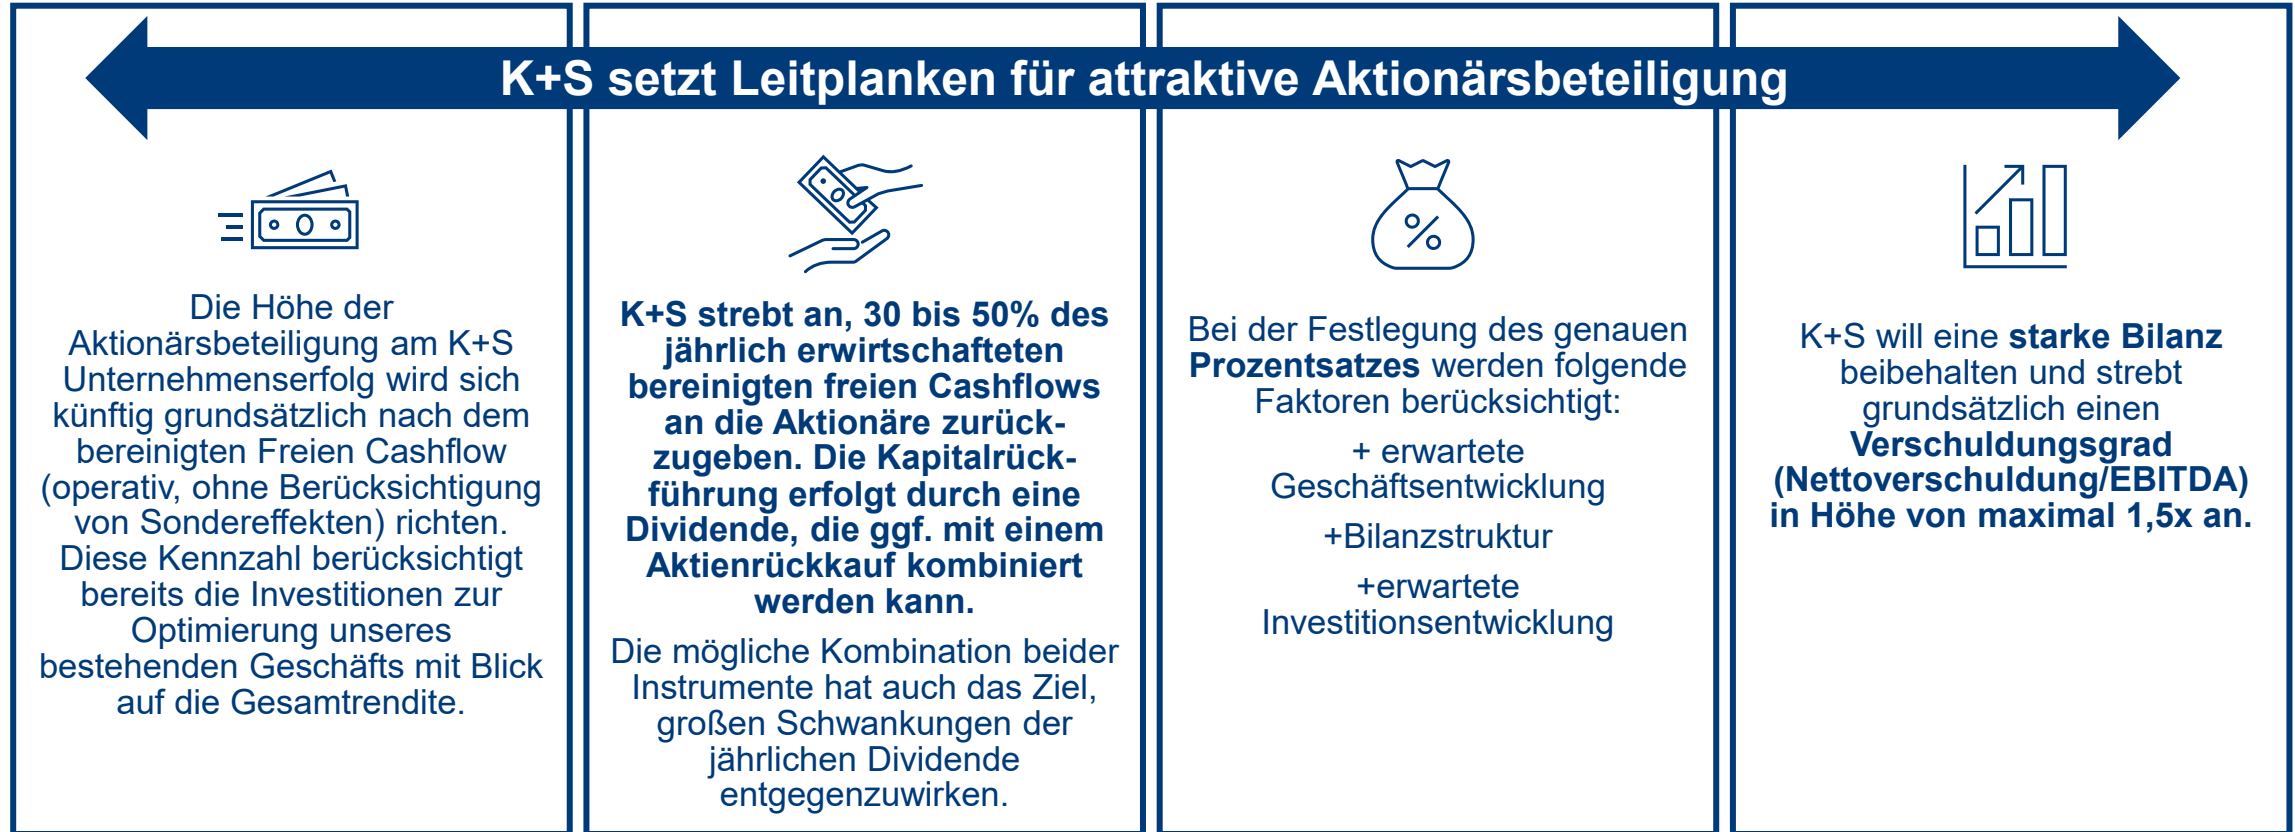 K+S setzt Leitplanken für attraktive Aktionärsbeteiligung
Die Höhe der
Aktionärsbeteiligung am K+S
Unternehmenserfolg wird sich
künftig grundsätzlich nach dem
bereinigten Freien Cashflow
(operativ, ohne Berücksichtigung
von Sondereffekten) richten.
Diese Kennzahl berücksichtigt
bereits die Investitionen zur
Optimierung unseres
bestehenden Geschäfts mit Blick
auf die Gesamtrendite.
K+S strebt an, 30 bis 50% des
jährlich erwirtschafteten
bereinigten freien Cashflows
an die Aktionäre zurück-
zugeben. Die Kapitalrück-
führung erfolgt durch eine
Dividende, die ggf. mit einem
Aktienrückkauf kombiniert
werden kann.
Die mögliche Kombination beider
Instrumente hat auch das Ziel,
großen Schwankungen der
jährlichen Dividende
entgegenzuwirken.
%
Bei der Festlegung des genauen
Prozentsatzes werden folgende
Faktoren berücksichtigt:
+ erwartete
Geschäftsentwicklung
+Bilanzstruktur
+erwartete
Investitionsentwicklung
K+S will eine starke Bilanz
beibehalten und strebt
grundsätzlich einen
Verschuldungsgrad
(Nettoverschuldung/EBITDA)
in Höhe von maximal 1,5x an.